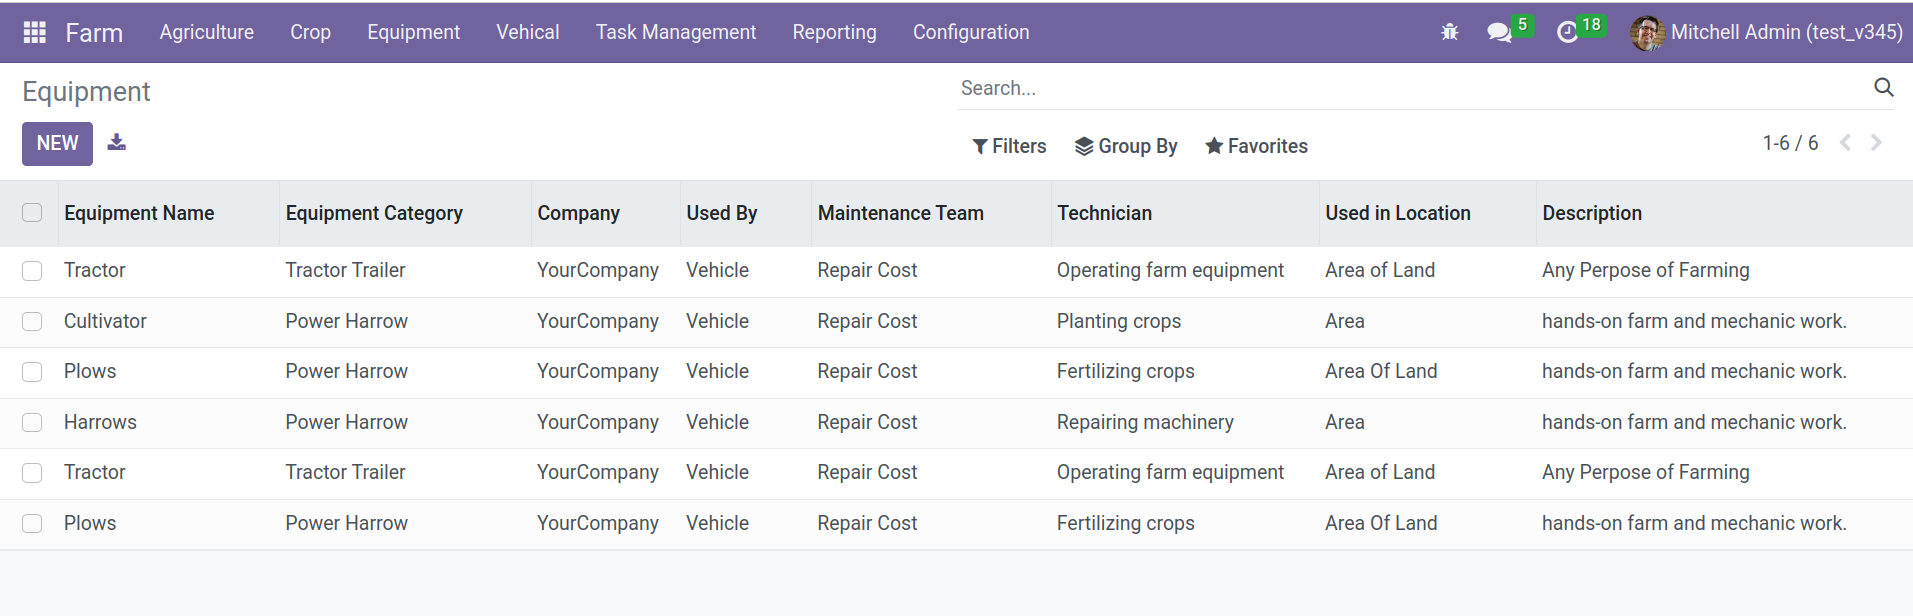 Farm Agriculture Crop Equipment Vehical Task Management Reporting Configuration 5 18 Mitchell Admin (test_v345)
Equipment Search...
NEW Filters Group By Favorites 1-6 / 6
Equipment Name Equipment Category Company Used By Maintenance Team Technician Used in Location Description
Tractor Tractor Trailer YourCompany Vehicle Repair Cost Operating farm equipment Area of Land Any Perpose of Farming
Cultivator Power Harrow YourCompany Vehicle Repair Cost Planting crops Area hands-on farm and mechanic work.
Plows Power Harrow YourCompany Vehicle Repair Cost Fertilizing crops Area Of Land hands-on farm and mechanic work.
Harrows Power Harrow YourCompany Vehicle Repair Cost Repairing machinery Area hands-on farm and mechanic work.
Tractor Tractor Trailer YourCompany Vehicle Repair Cost Operating farm equipment Area of Land Any Perpose of Farming
Plows Power Harrow YourCompany Vehicle Repair Cost Fertilizing crops Area Of Land hands-on farm and mechanic work.